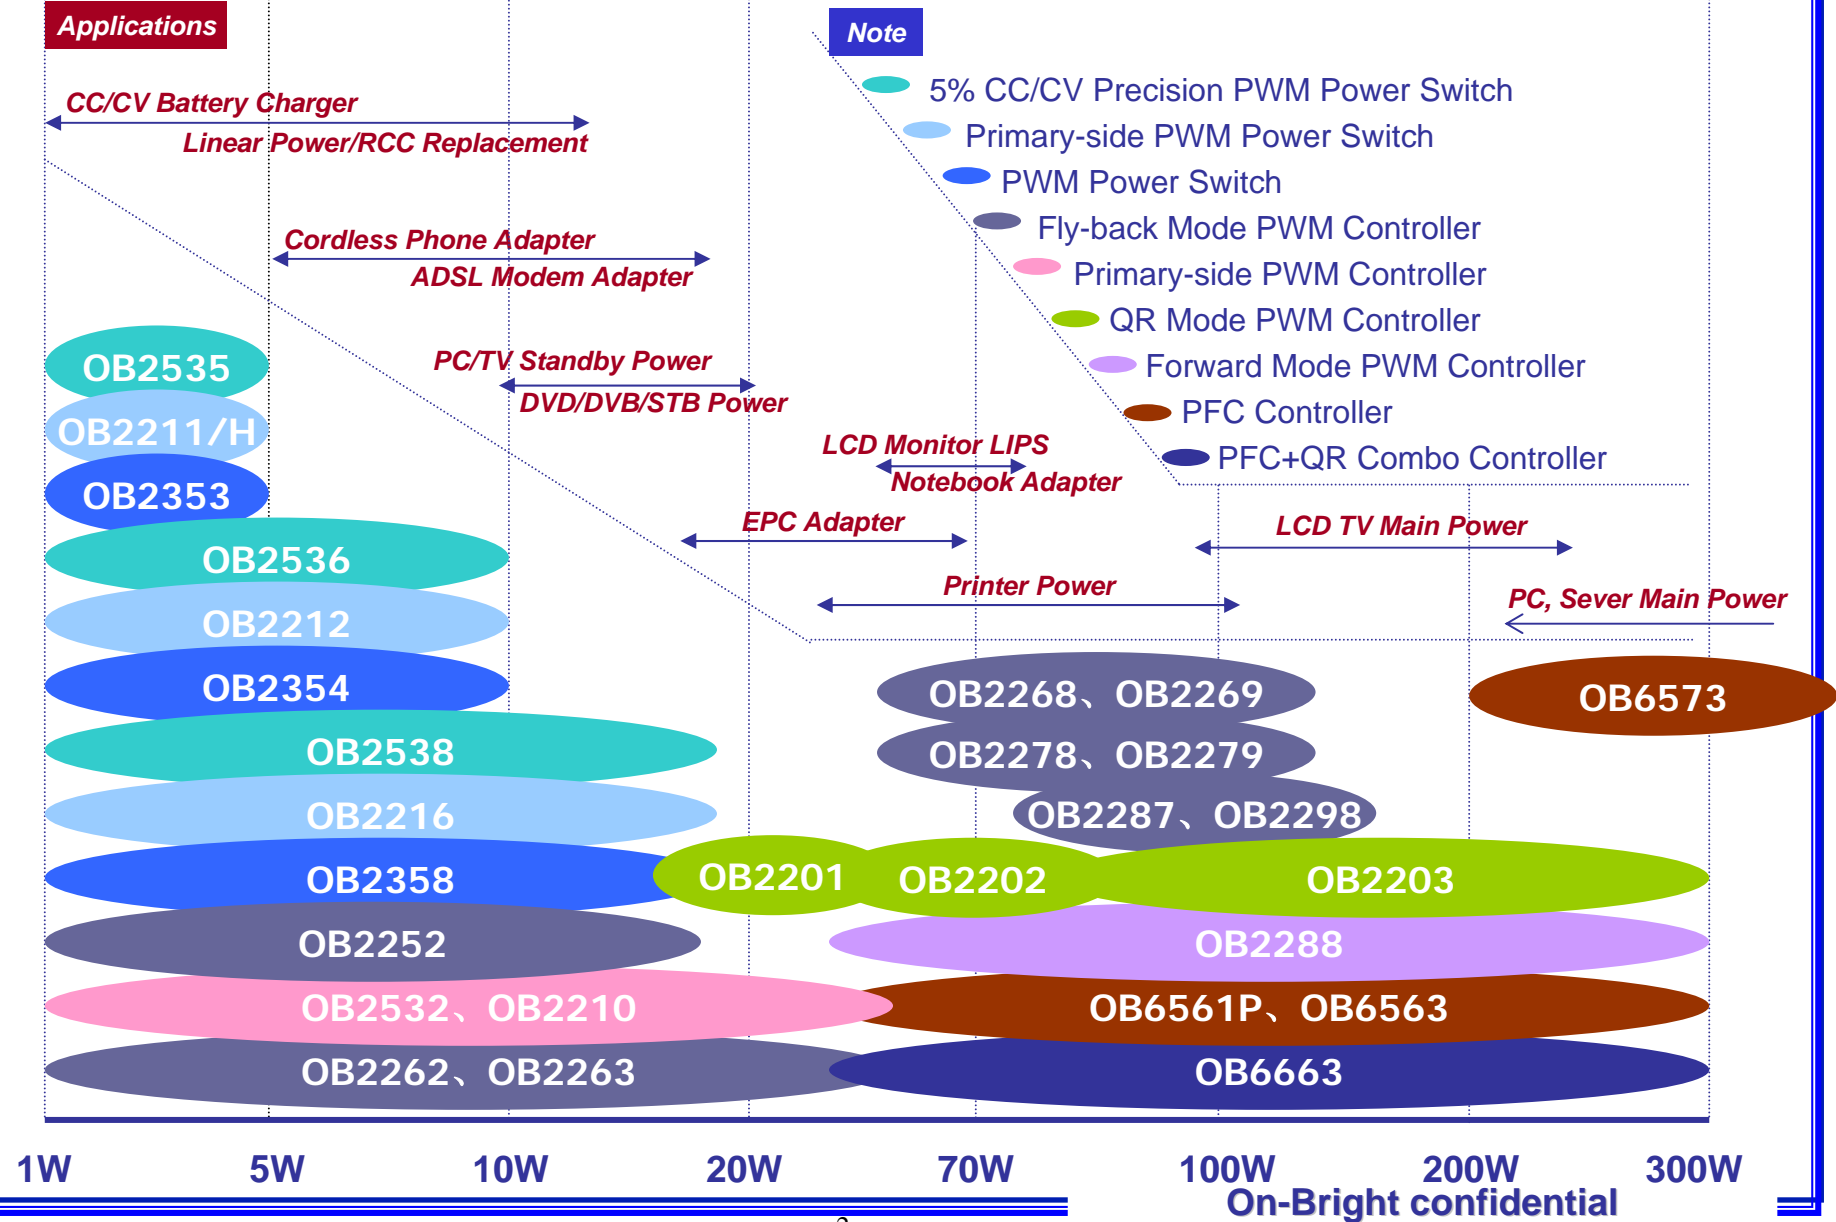 Applications
Note
CC/CV Battery Charger
Linear Power/RCC Replacement
5% CC/CV Precision PWM Power Switch
Primary-side PWM Power Switch
PWM Power Switch
Fly-back Mode PWM Controller
Primary-side PWM Controller
QR Mode PWM Controller
Forward Mode PWM Controller
PFC Controller
PFC+QR Combo Controller
Cordless Phone Adapter
ADSL Modem Adapter
PC/TV Standby Power
DVD/DVB/STB Power
LCD Monitor LIPS
Notebook Adapter
EPC Adapter
LCD TV Main Power
Printer Power
PC, Sever Main Power
OB2535
OB2211/H
OB2353
OB2536
OB2212
OB2354
OB2538
OB2216
OB2358
OB2252
OB2532、OB2210
OB2262、OB2263
OB2268、OB2269
OB6573
OB2278、OB2279
OB2287、OB2298
OB2201
OB2202
OB2203
OB2288
OB6561P、OB6563
OB6663
1W
5W
10W
20W
70W
100W
200W
300W
On-Bright confidential